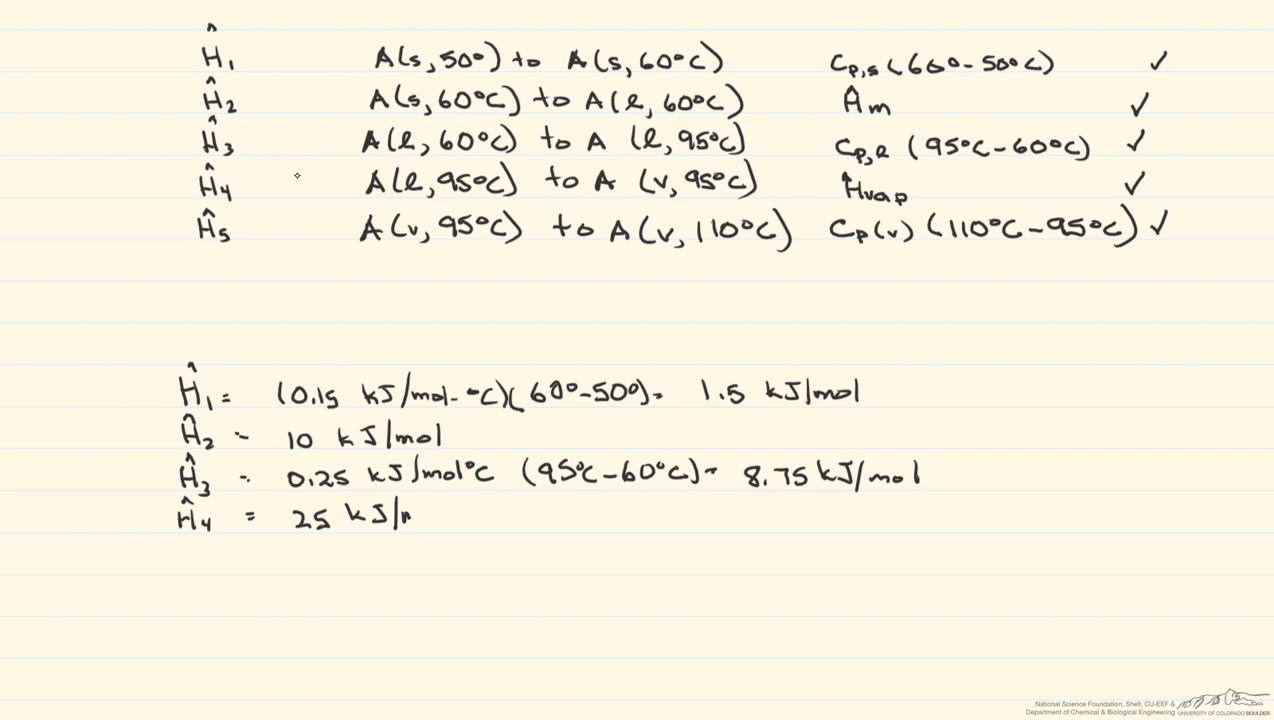 Ĥ₁ A(s,50°) to A(s,60°C) Cp,s (60°-50°C) ✓
Ĥ₂ A(s,60°C) to A(l,60°C) Ĥm ✓
Ĥ₃ A(l,60°C) to A (l,95°C) Cp,l (95°C-60°C) ✓
Ĥ₄ A(l,95°C) to A (v,95°C) Ĥvap ✓
Ĥ₅ A(v,95°C) to A(v,110°C) Cp(v) (110°C-95°C) ✓
Ĥ₁ = (0.15 kJ/mol-°C)(60°-50°) = 1.5 kJ/mol
Ĥ₂ = 10 kJ/mol
Ĥ₃ = 0.25 kJ/mol°C (95°C-60°C) = 8.75 kJ/mol
Ĥ₄ = 25 kJ/
National Science Foundation, Shell, CU-EEF &
Department of Chemical & Biological Engineering UNIVERSITY OF COLORADO BOULDER